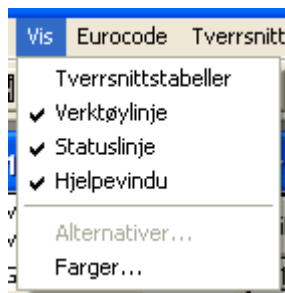 Vis Eurocode Tverrsnitt
Tverrsnittstabeller
Verktøylinje
Statuslinje
Hjelpevindu
Alternativer...
Farger...